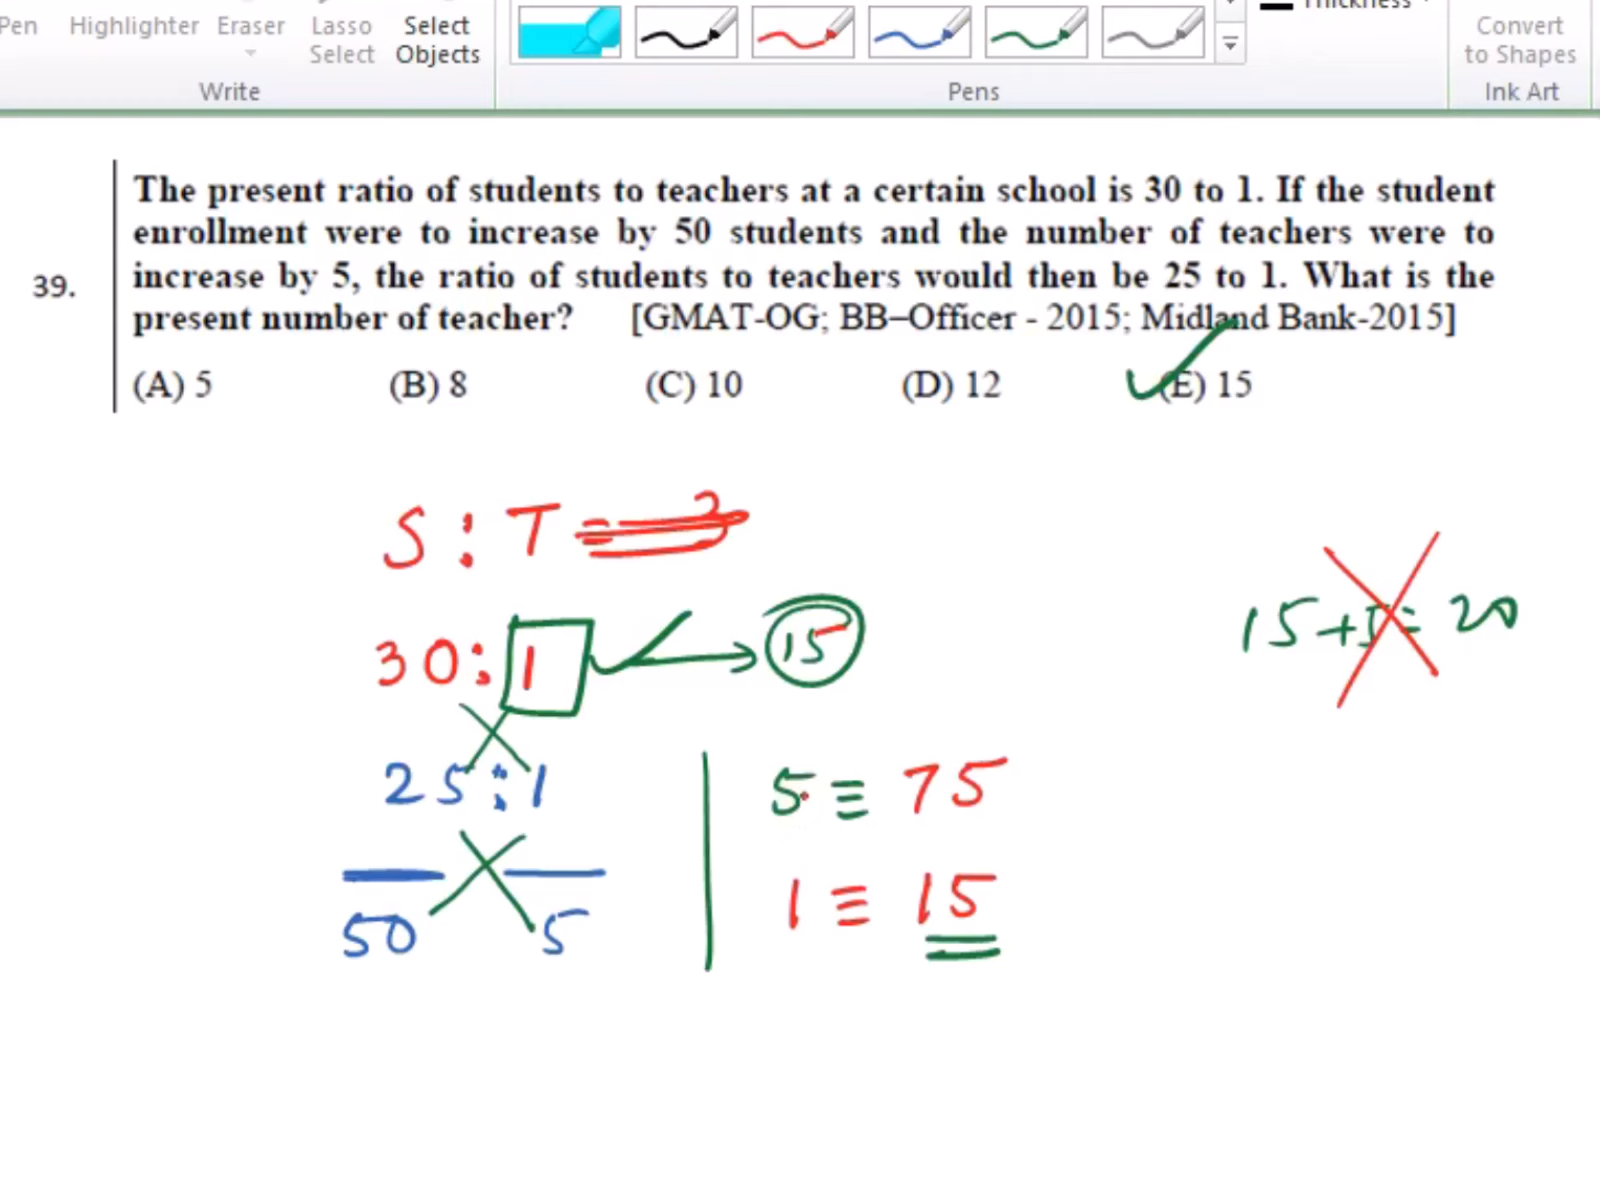 Pen Highlighter Eraser Lasso Select Select Objects
Convert to Shapes
Write Pens Ink Art
39. The present ratio of students to teachers at a certain school is 30 to 1. If the student
enrollment were to increase by 50 students and the number of teachers were to
increase by 5, the ratio of students to teachers would then be 25 to 1. What is the
present number of teacher? [GMAT-OG; BB–Officer - 2015; Midland Bank-2015]
(A) 5 (B) 8 (C) 10 (D) 12 (E) 15
S : T =
30 : 1 15
15 + 5 = 20
25 : 1 5 ≡ 75
50 5 1 ≡ 15